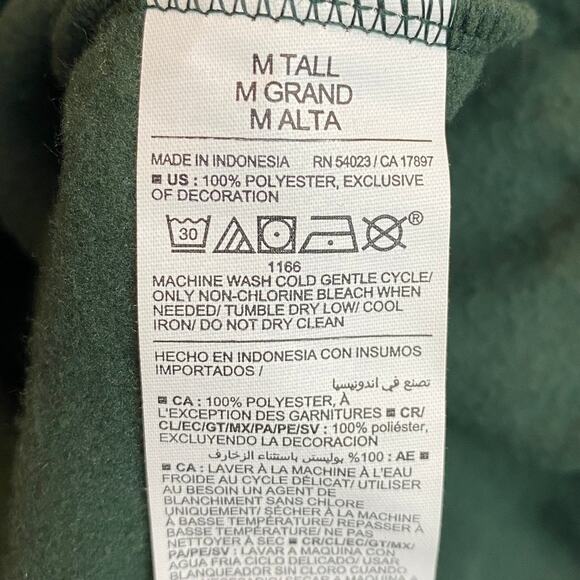 M TALL
M GRAND
M ALTA
MADE IN INDONESIA RN 54023 / CA 17897
US : 100% POLYESTER, EXCLUSIVE
OF DECORATION
30
®
1166
MACHINE WASH COLD GENTLE CYCLE/
ONLY NON-CHLORINE BLEACH WHEN
NEEDED/ TUMBLE DRY LOW/ COOL
IRON/ DO NOT DRY CLEAN
HECHO EN INDONESIA CON INSUMOS
IMPORTADOS /
تصنع في اندونيسيا
CA : 100% POLYESTER, À
L'EXCEPTION DES GARNITURES CR/
CL/EC/GT/MX/PA/PE/SV : 100% poliéster,
EXCLUYENDO LA DECORACION
AE : 100% بوليستر باستثناء الزخارف
CA : LAVER À LA MACHINE À L'EAU
FROIDE AU CYCLE DÉLICAT/ UTILISER
AU BESOIN UN AGENT DE
BLANCHIMENT SANS CHLORE
UNIQUEMENT/ SÉCHER À LA MACHINE
À BASSE TEMPÉRATURE/ REPASSER À
BASSE TEMPÉRATURE/ NE PAS
NETTOYER À SEC CR/CL/EC/GT/MX/
PA/PE/SV : LAVAR A MAQUINA CON
AGUA FRIA CICLO DELICADO/ USAR
BLANQUEADOR SIN CLORO CUANDO